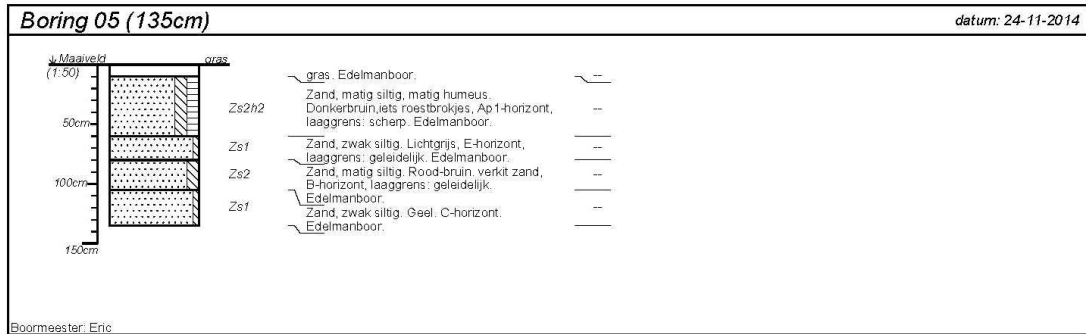 Boring 05 (135cm)
datum: 24-11-2014
↓ Maaiveld
gras
(1:50)
gras. Edelmanboor.
--
Zs2h2
Zand, matig siltig, matig humeus.
Donkerbruin,iets roestbrokjes, Ap1-horizont,
laaggrens: scherp. Edelmanboor.
--
50cm
Zs1
Zand, zwak siltig. Lichtgrijs, E-horizont,
laaggrens: geleidelijk. Edelmanboor.
--
Zs2
Zand, matig siltig. Rood-bruin. verkit zand,
B-horizont, laaggrens: geleidelijk.
Edelmanboor.
--
100cm
Zs1
Zand, zwak siltig. Geel. C-horizont.
Edelmanboor.
--
150cm
Boormeester: Eric